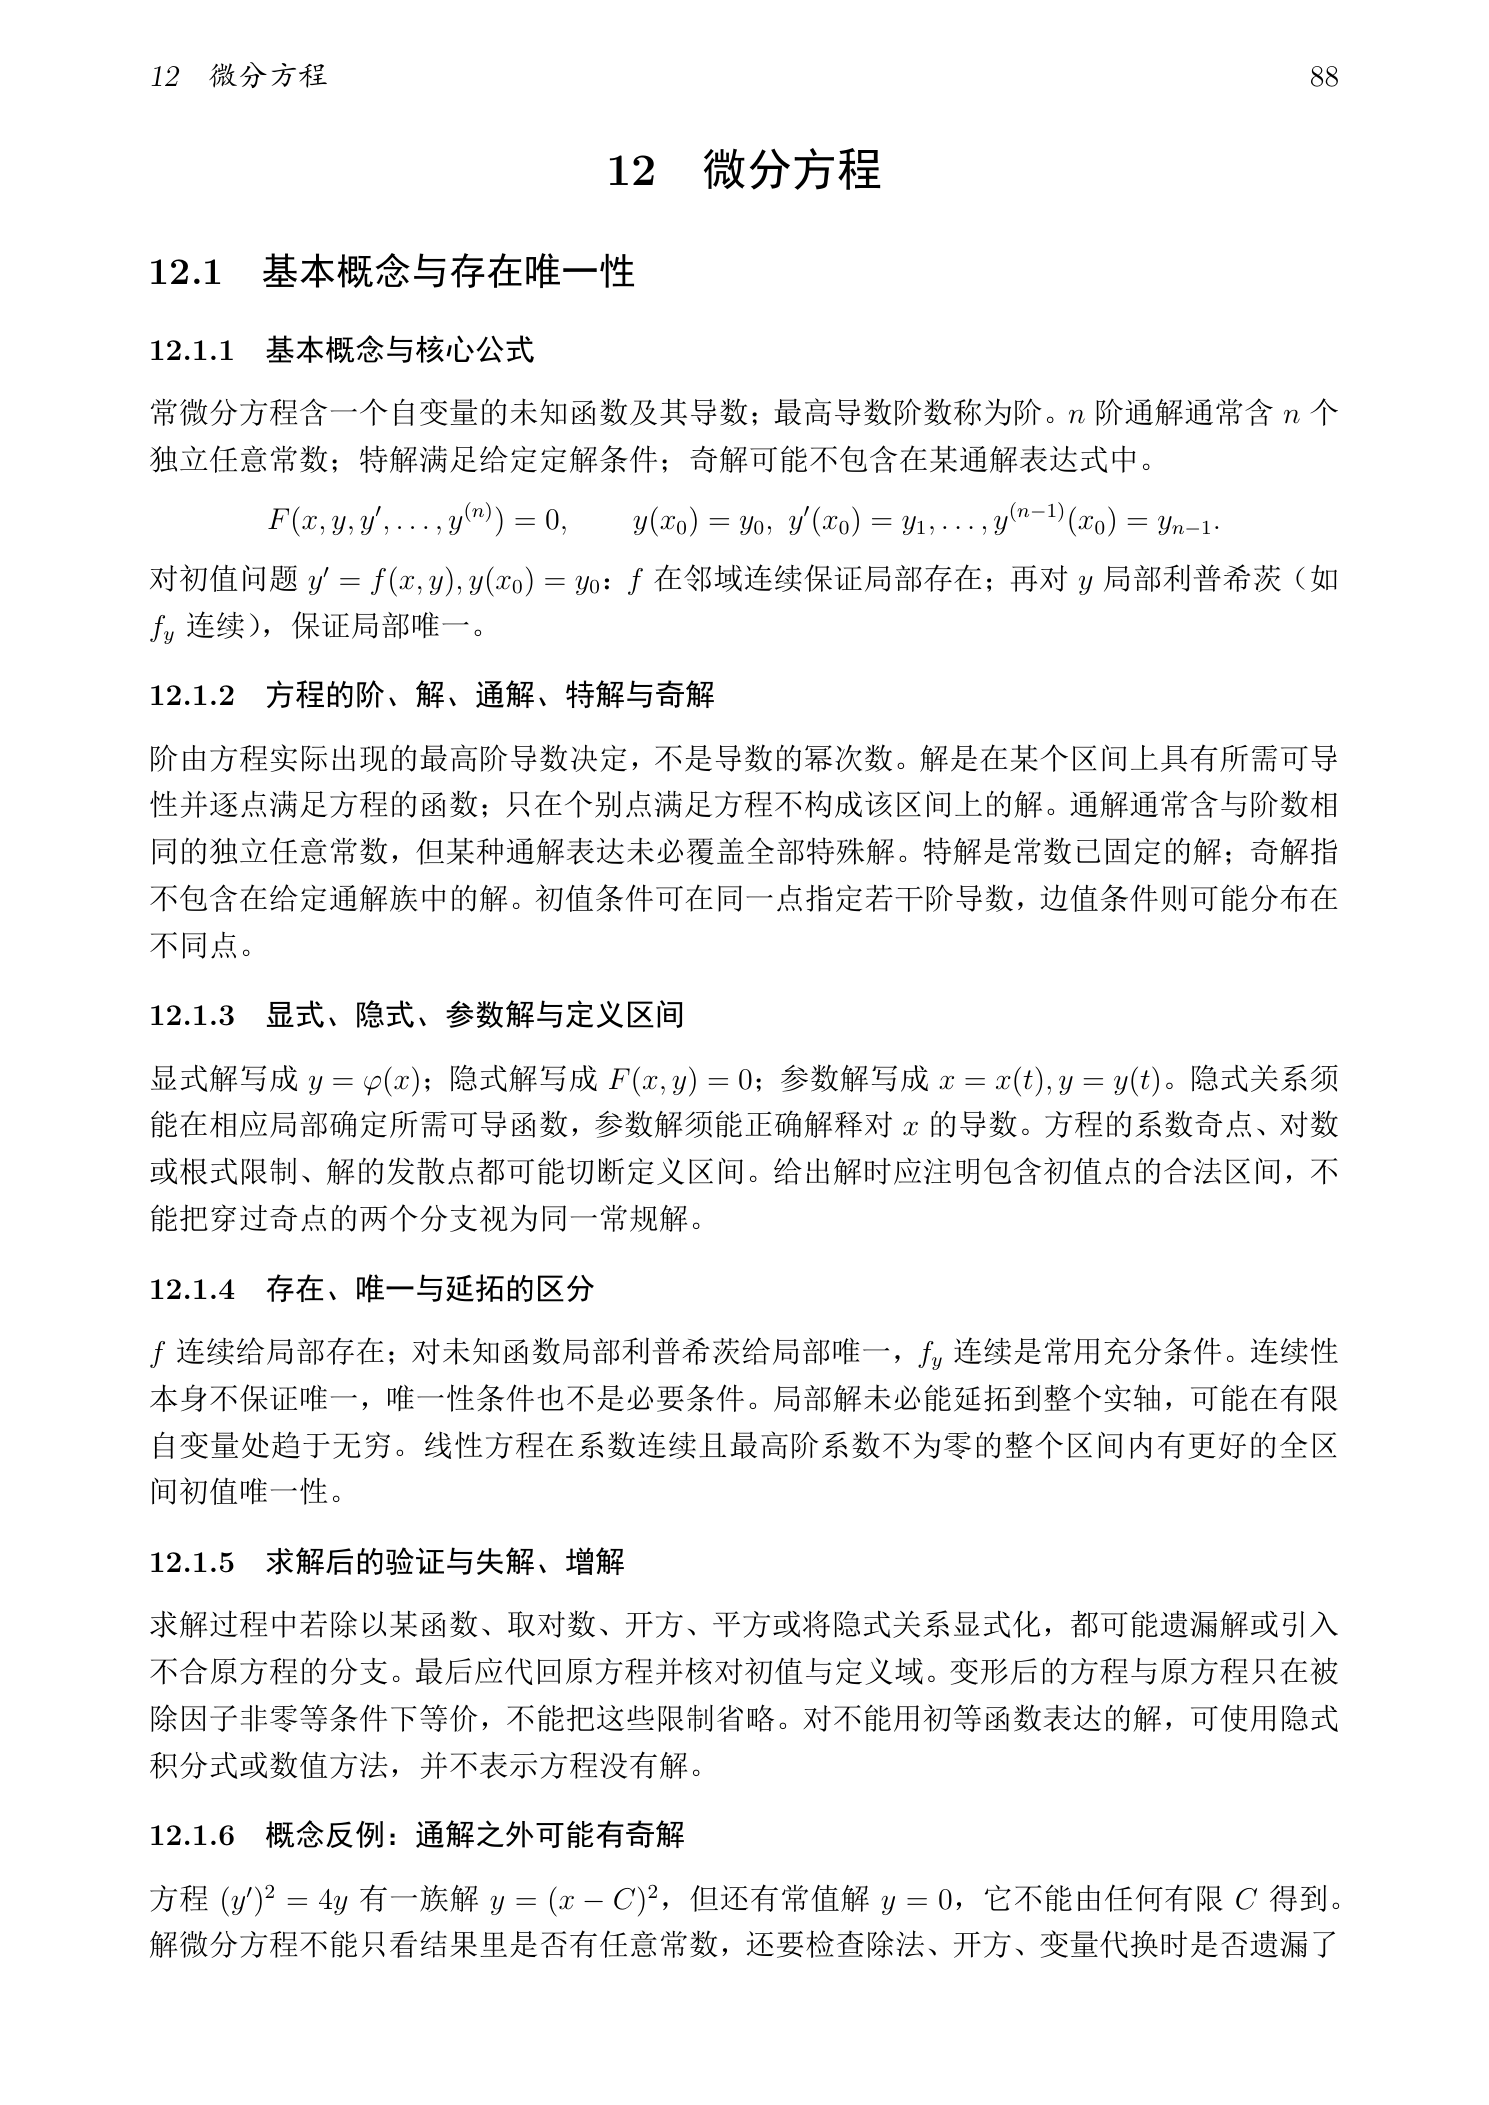 12 微分方程 88
12 微分方程
12.1 基本概念与存在唯一性
12.1.1 基本概念与核心公式
常微分方程含一个自变量的未知函数及其导数；最高导数阶数称为阶。n 阶通解通常含 n 个
独立任意常数；特解满足给定定解条件；奇解可能不包含在某通解表达式中。
F(x, y, y′, . . . , y⁽ⁿ⁾) = 0, y(x₀) = y₀, y′(x₀) = y₁, . . . , y⁽ⁿ⁻¹⁾(x₀) = yₙ₋₁.
对初值问题 y′ = f(x, y), y(x₀) = y₀：f 在邻域连续保证局部存在；再对 y 局部利普希茨（如
f_y 连续），保证局部唯一。
12.1.2 方程的阶、解、通解、特解与奇解
阶由方程实际出现的最高阶导数决定，不是导数的幂次数。解是在某个区间上具有所需可导
性并逐点满足方程的函数；只在个别点满足方程不构成该区间上的解。通解通常含与阶数相
同的独立任意常数，但某种通解表达未必覆盖全部特殊解。特解是常数已固定的解；奇解指
不包含在给定通解族中的解。初值条件可在同一点指定若干阶导数，边值条件则可能分布在
不同点。
12.1.3 显式、隐式、参数解与定义区间
显式解写成 y = φ(x)；隐式解写成 F(x, y) = 0；参数解写成 x = x(t), y = y(t)。隐式关系须
能在相应局部确定所需可导函数，参数解须能正确解释对 x 的导数。方程的系数奇点、对数
或根式限制、解的发散点都可能切断定义区间。给出解时应注明包含初值点的合法区间，不
能把穿过奇点的两个分支视为同一常规解。
12.1.4 存在、唯一与延拓的区分
f 连续给局部存在；对未知函数局部利普希茨给局部唯一，f_y 连续是常用充分条件。连续性
本身不保证唯一，唯一性条件也不是必要条件。局部解未必能延拓到整个实轴，可能在有限
自变量处趋于无穷。线性方程在系数连续且最高阶系数不为零的整个区间内有更好的全区
间初值唯一性。
12.1.5 求解后的验证与失解、增解
求解过程中若除以某函数、取对数、开方、平方或将隐式关系显式化，都可能遗漏解或引入
不合原方程的分支。最后应代回原方程并核对初值与定义域。变形后的方程与原方程只在被
除因子非零等条件下等价，不能把这些限制省略。对不能用初等函数表达的解，可使用隐式
积分式或数值方法，并不表示方程没有解。
12.1.6 概念反例：通解之外可能有奇解
方程 (y′)² = 4y 有一族解 y = (x − C)²，但还有常值解 y = 0，它不能由任何有限 C 得到。
解微分方程不能只看结果里是否有任意常数，还要检查除法、开方、变量代换时是否遗漏了